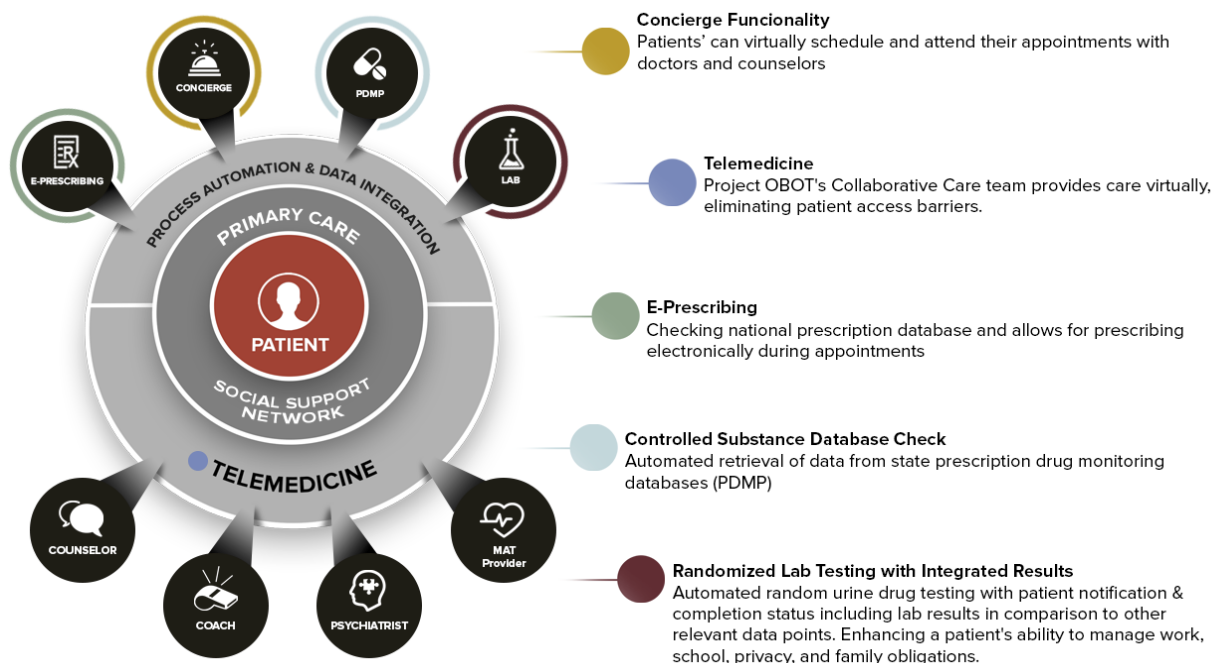 CONCIERGE
PDMP
E-PRESCRIBING
LAB
PROCESS AUTOMATION & DATA INTEGRATION
PRIMARY CARE
PATIENT
SOCIAL SUPPORT
NETWORK
TELEMEDICINE
COUNSELOR
COACH
PSYCHIATRIST
MAT
Provider
Concierge Funcionality
Patients’ can virtually schedule and attend their appointments with
doctors and counselors
Telemedicine
Project OBOT's Collaborative Care team provides care virtually,
eliminating patient access barriers.
E-Prescribing
Checking national prescription database and allows for prescribing
electronically during appointments
Controlled Substance Database Check
Automated retrieval of data from state prescription drug monitoring
databases (PDMP)
Randomized Lab Testing with Integrated Results
Automated random urine drug testing with patient notification &
completion status including lab results in comparison to other
relevant data points. Enhancing a patient's ability to manage work,
school, privacy, and family obligations.